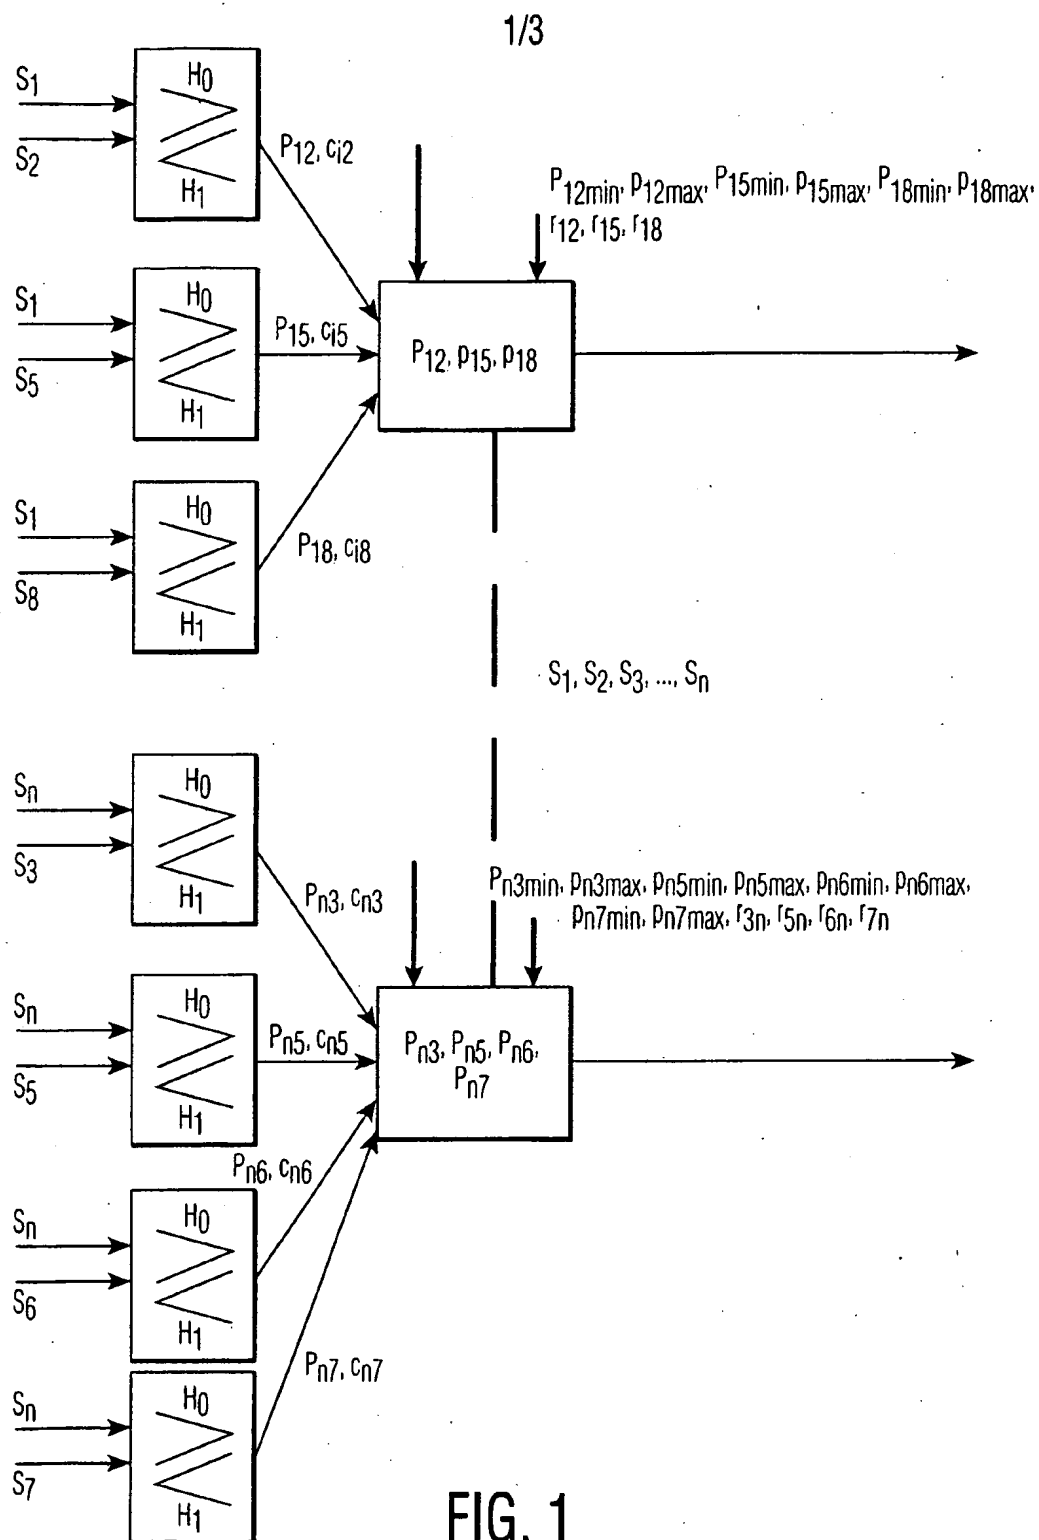 1/3
S1
H0
S2
H1
P12, ci2
P12min, p12max, P15min, p15max, P18min, p18max,
r12, r15, r18
S1
H0
S5
H1
P15, ci5
P12, p15, p18
S1
H0
S8
H1
P18, ci8
S1, S2, S3, ..., Sn
Sn
H0
S3
H1
Pn3, cn3
Pn3min, pn3max, pn5min, pn5max, pn6min, pn6max,
pn7min, pn7max, r3n, r5n, r6n, r7n
Sn
H0
S5
H1
Pn5, cn5
Pn3, Pn5, Pn6,
Pn7
Pn6, cn6
Sn
H0
S6
H1
Pn7, cn7
Sn
H0
S7
H1
FIG. 1